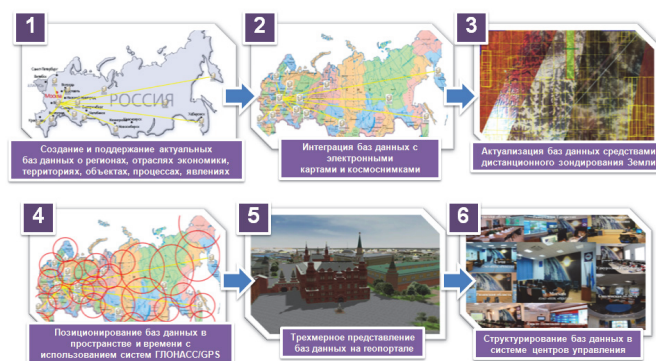 1
РОССИЯ
Создание и поддержание актуальных
баз данных о регионах, отраслях экономики,
территориях, объектах, процессах, явлениях
2
Интеграция баз данных с
электронными
картами и космоснимками
3
Актуализация баз данных средствами
дистанционного зондирования Земли
4
Позиционирование баз данных в
пространстве и времени с
использованием систем ГЛОНАСС/GPS
5
Трехмерное представление
базы данных на геопортале
6
Структурирование баз данных в
системе центров управления